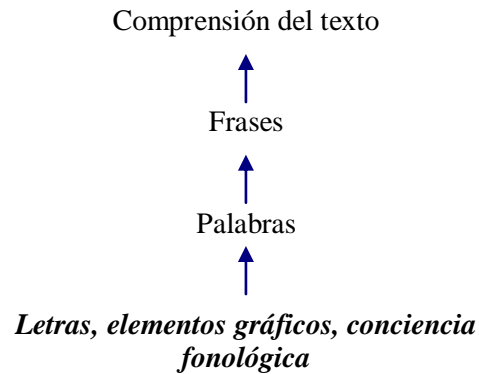 Comprensión del texto
Frases
Palabras
Letras, elementos gráficos, conciencia
fonológica